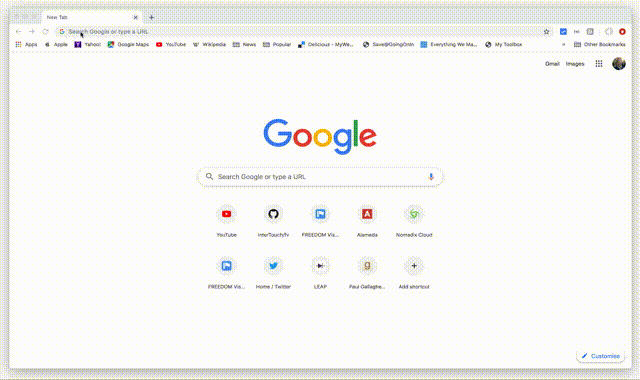 New Tab
Search Google or type a URL
Apps Apple Yahoo! Google Maps YouTube Wikipedia News Popular Delicious - MyWe... Save@GoingOnIn Everything We Ma... My Toolbox » Other Bookmarks
Gmail Images
Google
Search Google or type a URL
YouTube InterTouchTv FREEDOM Vis... Alameda Nomadix Cloud
FREEDOM Vis... Home / Twitter LEAP Paul Gallaghe... Add shortcut
Customise